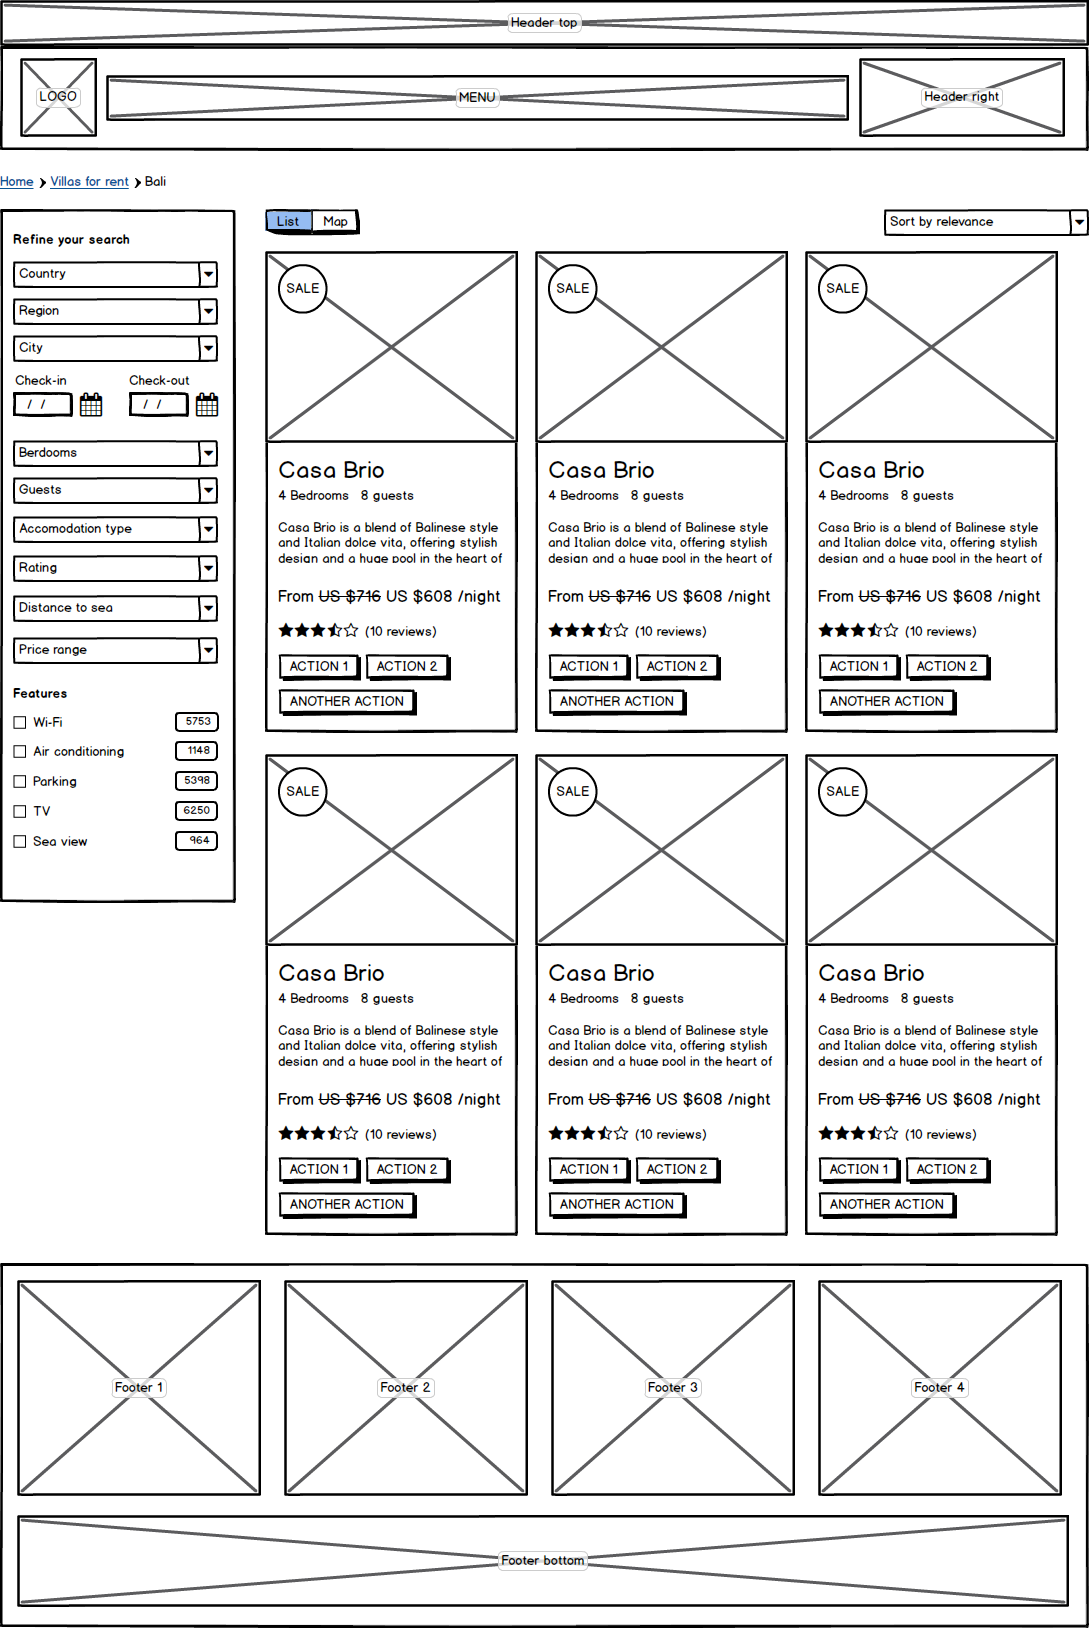 Header top
LOGO
MENU
Header right
Home Villas for rent Bali
List Map
Sort by relevance
Refine your search
Country
Region
City
Check-in Check-out
/ / / /
Berdooms
Guests
Accomodation type
Rating
Distance to sea
Price range
Features
Wi-Fi 5753
Air conditioning 1148
Parking 5398
TV 6250
Sea view 964
SALE
Casa Brio
4 Bedrooms 8 guests
Casa Brio is a blend of Balinese style
and Italian dolce vita, offering stylish
design and a huge pool in the heart of
From US $716 US $608 /night
(10 reviews)
ACTION 1 ACTION 2
ANOTHER ACTION
SALE
Casa Brio
4 Bedrooms 8 guests
Casa Brio is a blend of Balinese style
and Italian dolce vita, offering stylish
design and a huge pool in the heart of
From US $716 US $608 /night
(10 reviews)
ACTION 1 ACTION 2
ANOTHER ACTION
SALE
Casa Brio
4 Bedrooms 8 guests
Casa Brio is a blend of Balinese style
and Italian dolce vita, offering stylish
design and a huge pool in the heart of
From US $716 US $608 /night
(10 reviews)
ACTION 1 ACTION 2
ANOTHER ACTION
SALE
Casa Brio
4 Bedrooms 8 guests
Casa Brio is a blend of Balinese style
and Italian dolce vita, offering stylish
design and a huge pool in the heart of
From US $716 US $608 /night
(10 reviews)
ACTION 1 ACTION 2
ANOTHER ACTION
SALE
Casa Brio
4 Bedrooms 8 guests
Casa Brio is a blend of Balinese style
and Italian dolce vita, offering stylish
design and a huge pool in the heart of
From US $716 US $608 /night
(10 reviews)
ACTION 1 ACTION 2
ANOTHER ACTION
SALE
Casa Brio
4 Bedrooms 8 guests
Casa Brio is a blend of Balinese style
and Italian dolce vita, offering stylish
design and a huge pool in the heart of
From US $716 US $608 /night
(10 reviews)
ACTION 1 ACTION 2
ANOTHER ACTION
Footer 1
Footer 2
Footer 3
Footer 4
Footer bottom